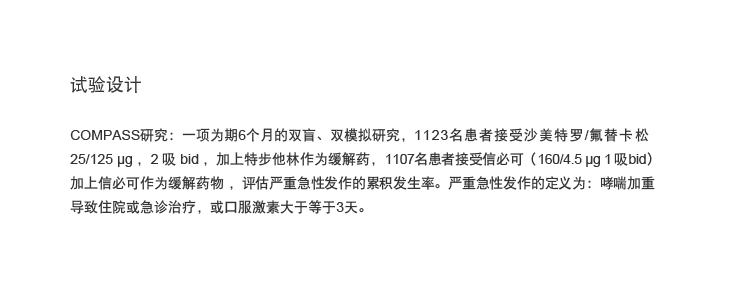 试验设计
COMPASS研究：一项为期6个月的双盲、双模拟研究，1123名患者接受沙美特罗/氟替卡松
25/125 μg ，2 吸 bid ，加上特步他林作为缓解药，1107名患者接受信必可（160/4.5 μg 1 吸bid）
加上信必可作为缓解药物 ，评估严重急性发作的累积发生率。严重急性发作的定义为：哮喘加重
导致住院或急诊治疗，或口服激素大于等于3天。